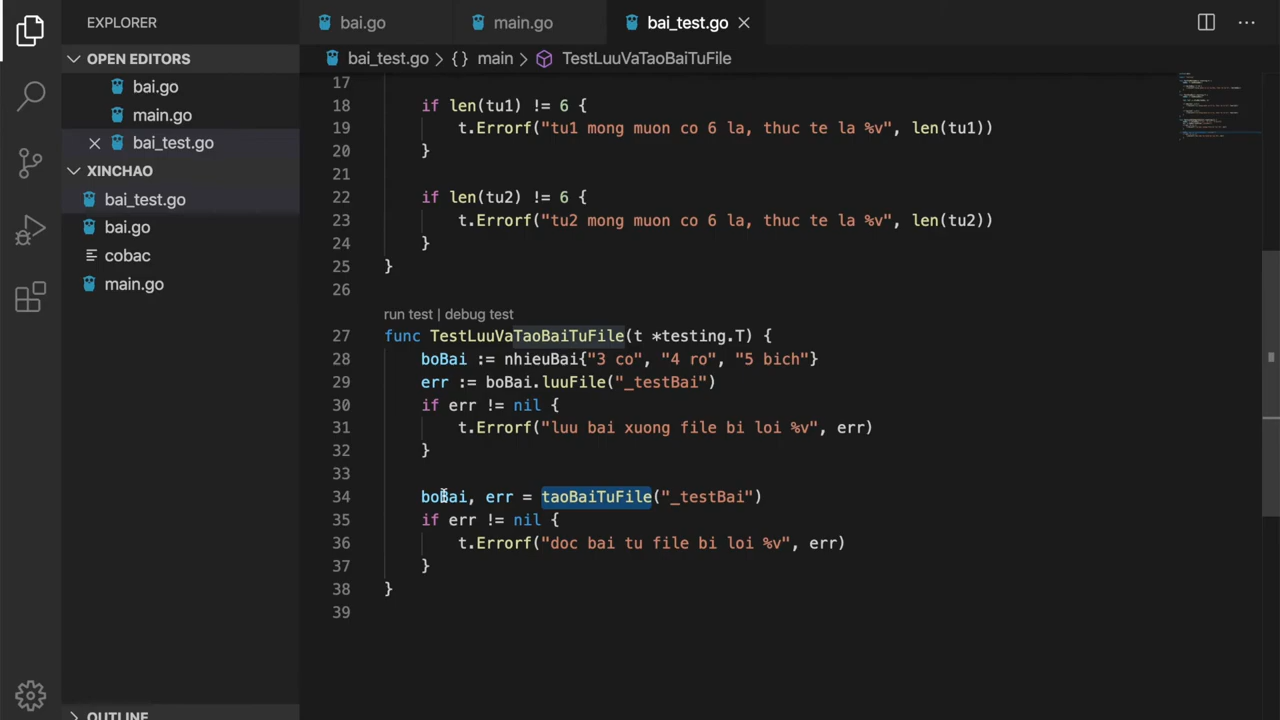 EXPLORER
bai.go
main.go
bai_test.go
OPEN EDITORS
bai.go
main.go
bai_test.go
XINCHAO
bai_test.go
bai.go
cobac
main.go
OUTLINE
bai_test.go > {} main > TestLuuVaTaoBaiTuFile
17
18 if len(tu1) != 6 {
19 t.Errorf("tu1 mong muon co 6 la, thuc te la %v", len(tu1))
20 }
21
22 if len(tu2) != 6 {
23 t.Errorf("tu2 mong muon co 6 la, thuc te la %v", len(tu2))
24 }
25 }
26
run test | debug test
27 func TestLuuVaTaoBaiTuFile(t *testing.T) {
28 boBai := nhieuBai{"3 co", "4 ro", "5 bich"}
29 err := boBai.luuFile("_testBai")
30 if err != nil {
31 t.Errorf("luu bai xuong file bi loi %v", err)
32 }
33
34 boBai, err = taoBaiTuFile("_testBai")
35 if err != nil {
36 t.Errorf("doc bai tu file bi loi %v", err)
37 }
38 }
39